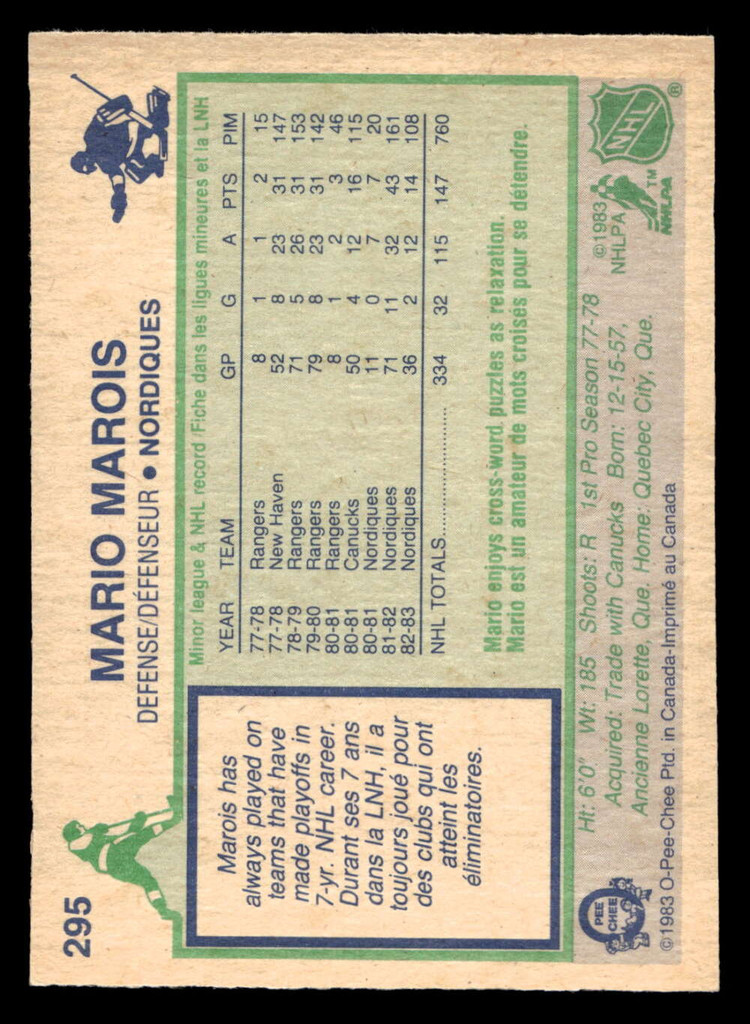 295
MARIO MAROIS
DEFENSE/DÉFENSEUR • NORDIQUES
Marois has
always played on
teams that have
made playoffs in
7-yr. NHL career.
Durant ses 7 ans
dans la LNH, il a
toujours joué pour
des clubs qui ont
atteint les
éliminatoires.
Minor league & NHL record/Fiche dans les ligues mineures et la LNH
YEAR TEAM GP G A PTS PIM
77-78 Rangers 8 1 1 2 15
77-78 New Haven 52 8 23 31 147
78-79 Rangers 71 5 26 31 153
79-80 Rangers 79 8 23 31 142
80-81 Rangers 8 1 2 3 46
80-81 Canucks 50 4 12 16 115
80-81 Nordiques 11 0 7 7 20
81-82 Nordiques 71 11 32 43 161
82-83 Nordiques 36 2 12 14 108
NHL TOTALS.................... 334 32 115 147 760
Mario enjoys cross-word puzzles as relaxation.
Mario est un amateur de mots croisés pour se détendre.
Ht: 6'0" Wt: 185 Shoots: R 1st Pro Season 77-78
Acquired: Trade with Canucks Born: 12-15-57,
Ancienne Lorette, Que. Home: Quebec City, Que.
©1983 O-Pee-Chee Ptd. in Canada-Imprimé au Canada
O
PEE
CHEE
©1983
NHLPA
NHL
®
TM
NHLPA